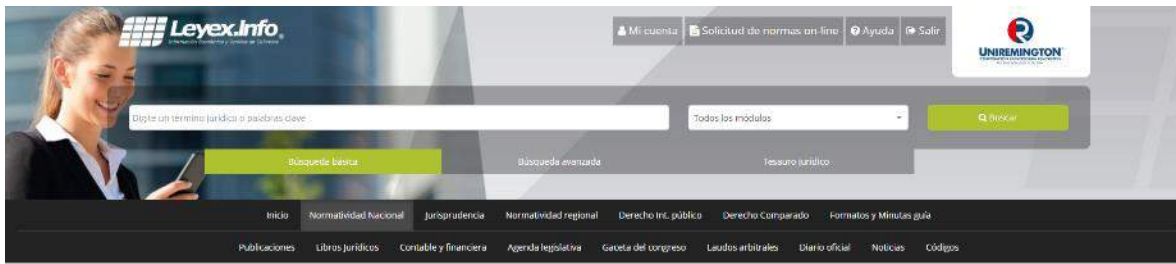 Leyex.Info
Mi cuenta Solicitud de normas on-line Ayuda Salir
UNIREMINGTON
Digite un término jurídico o palabras clave Todos los módulos Buscar
Búsqueda básica Búsqueda avanzada Tesauro jurídico
Inicio Normatividad Nacional Jurisprudencia Normatividad regional Derecho Int. público Derecho Comparado Formatos y Minutas guía
Publicaciones Libros Jurídicos Contable y financiera Agenda legislativa Gaceta del congreso Laudos arbitrales Diario oficial Noticias Códigos